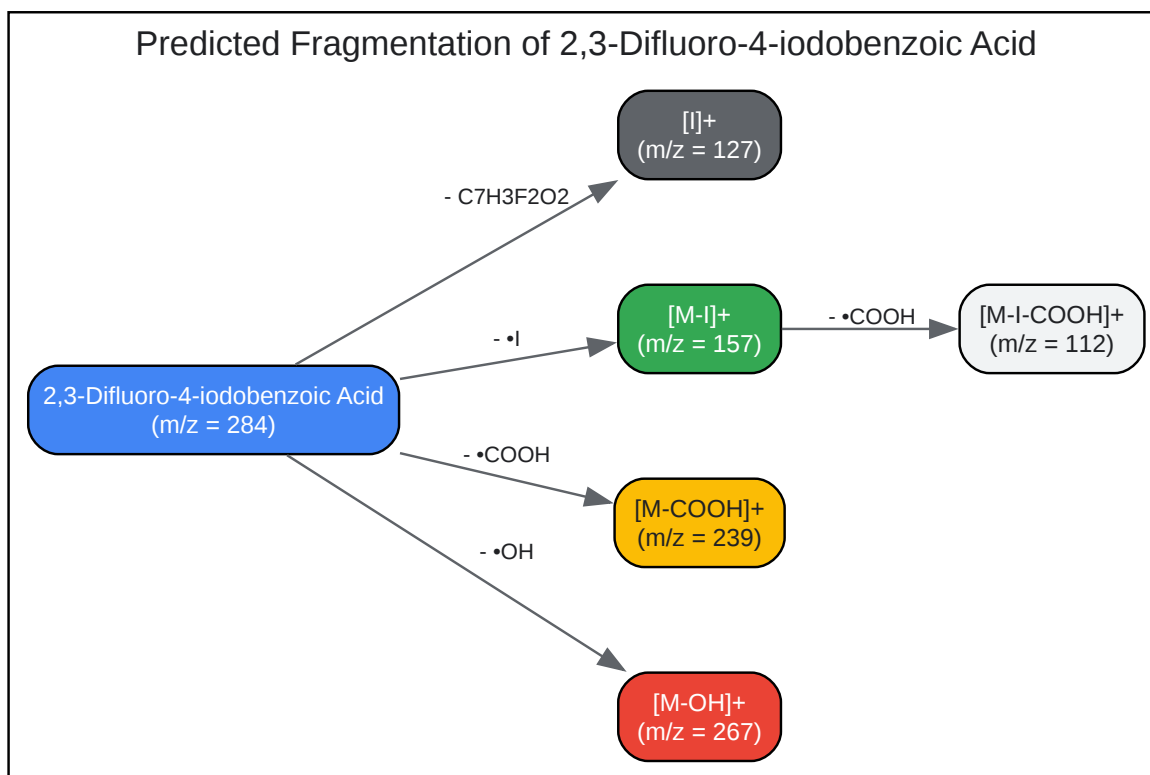 Predicted Fragmentation of 2,3-Difluoro-4-iodobenzoic Acid
[I]+
(m/z = 127)
- C7H3F2O2
[M-I]+
(m/z = 157)
- •COOH
[M-I-COOH]+
(m/z = 112)
- •I
2,3-Difluoro-4-iodobenzoic Acid
(m/z = 284)
- •COOH
[M-COOH]+
(m/z = 239)
- •OH
[M-OH]+
(m/z = 267)